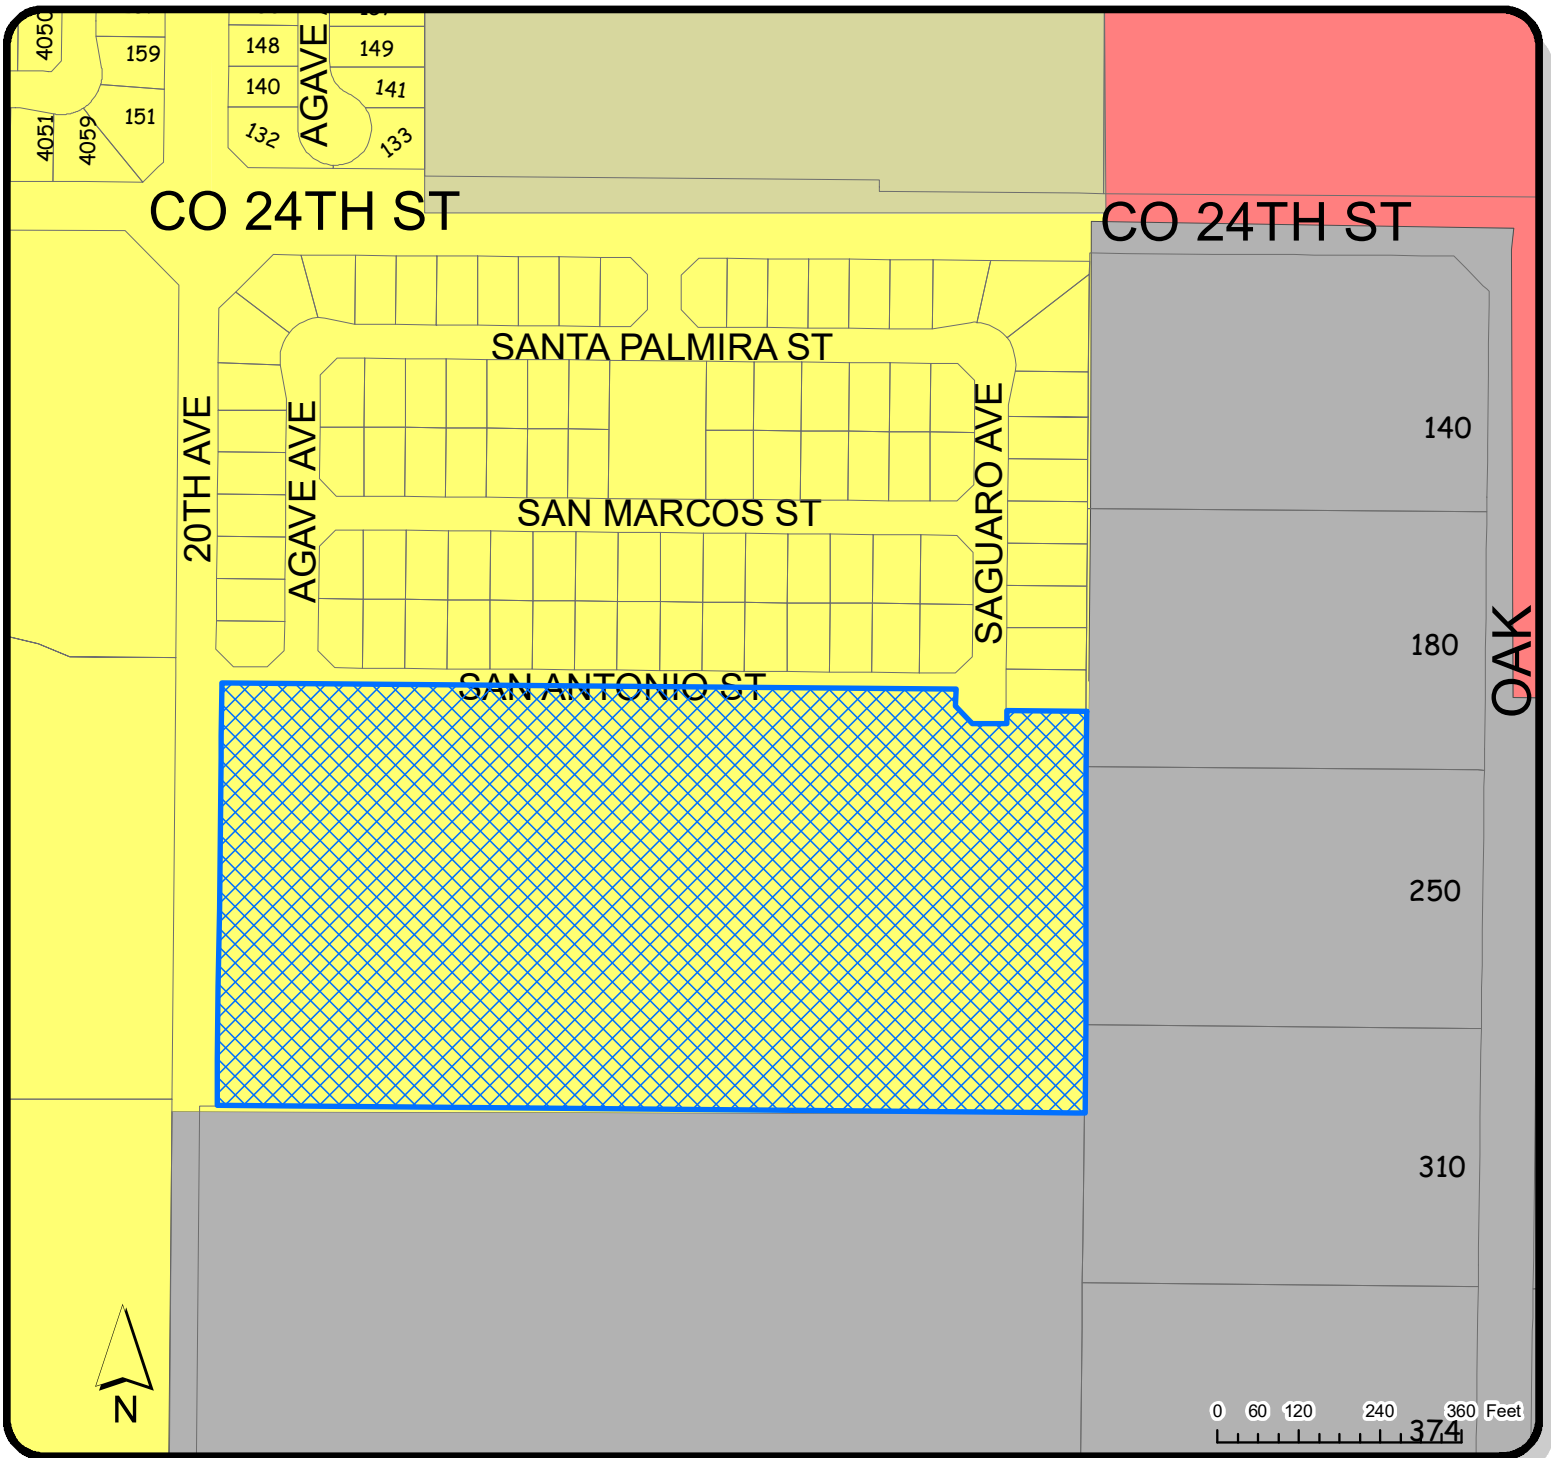 4050
159
148
140
132
AGAVE
149
141
133
151
4051
4059
CO 24TH ST
CO 24TH ST
SANTA PALMIRA ST
20TH AVE
AGAVE AVE
SAGUARO AVE
140
SAN MARCOS ST
180
OAK
SAN ANTONIO ST
250
310
N
0 60 120 240 360 Feet
374